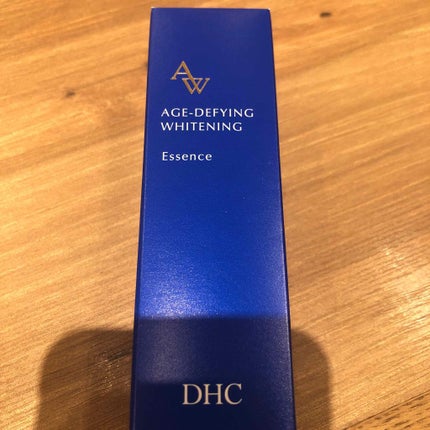 AW
AGE-DEFYING
WHITENING
Essence
DHC